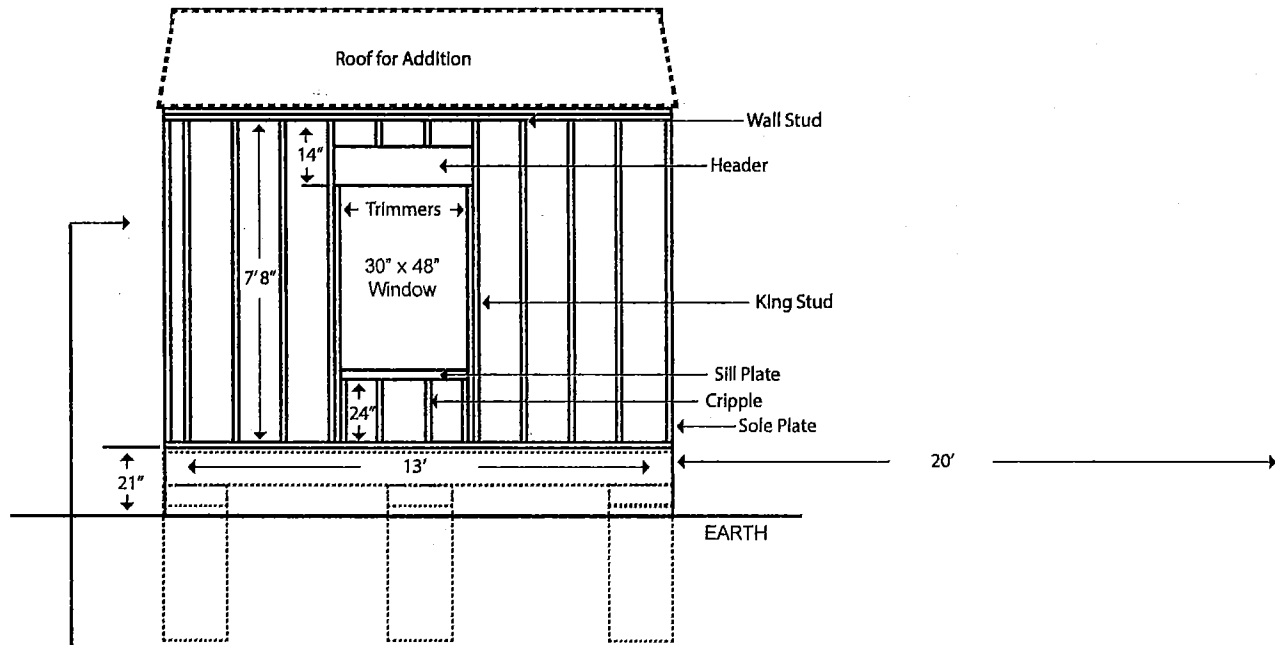 Roof for Addition
Wall Stud
14"
Header
Trimmers
7'8"
30" x 48"
Window
King Stud
Sill Plate
24"
Cripple
Sole Plate
13'
20'
21"
EARTH